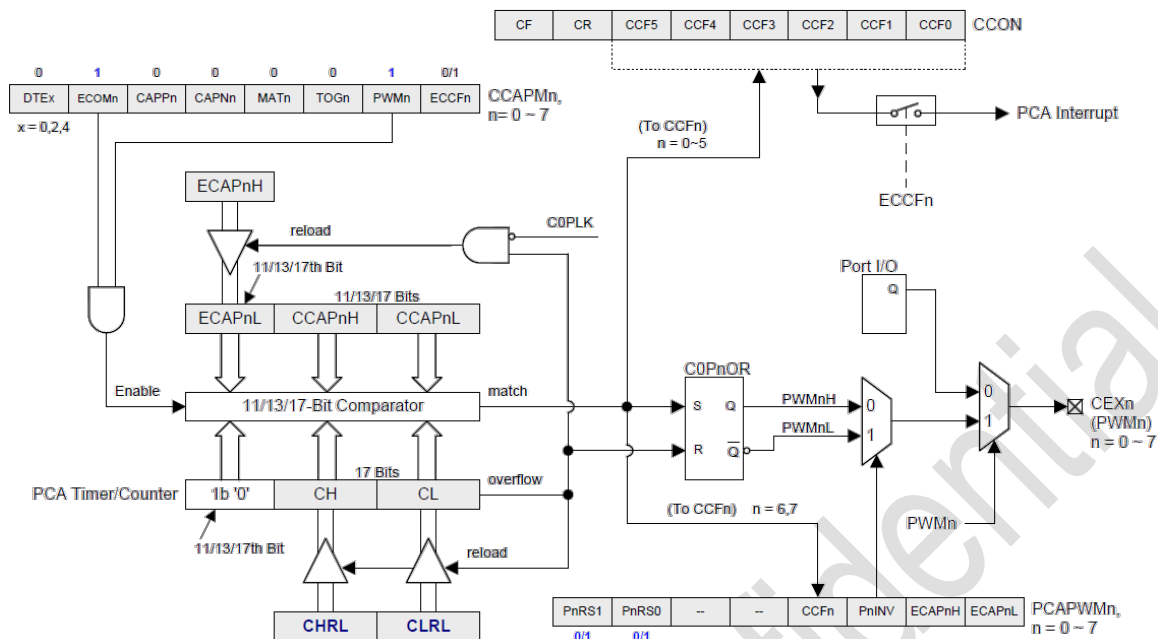 CF CR CCF5 CCF4 CCF3 CCF2 CCF1 CCF0 CCON
0 1 0 0 0 0 1 0/1
DTEx ECOMn CAPPn CAPNn MATn TOGn PWMn ECCFn CCAPMn,
n= 0 ~ 7
x = 0,2,4
(To CCFn)
n = 0~5
PCA Interrupt
ECCFn
ECAPnH
reload
C0PLK
11/13/17th Bit
Port I/O
Q
11/13/17 Bits
ECAPnL CCAPnH CCAPnL
C0PnOR
Enable
11/13/17-Bit Comparator
match
S Q
PWMnH
0
1
0
1
CEXn
(PWMn)
n = 0 ~ 7
R Q
PWMnL
17 Bits
PCA Timer/Counter
1b '0' CH CL
overflow
(To CCFn) n = 6,7
PWMn
11/13/17th Bit
reload
PnRS1 PnRS0 -- -- CCFn PnINV ECAPnH ECAPnL PCAPWMn,
n = 0 ~ 7
0/1 0/1
CHRL CLRL
fidential